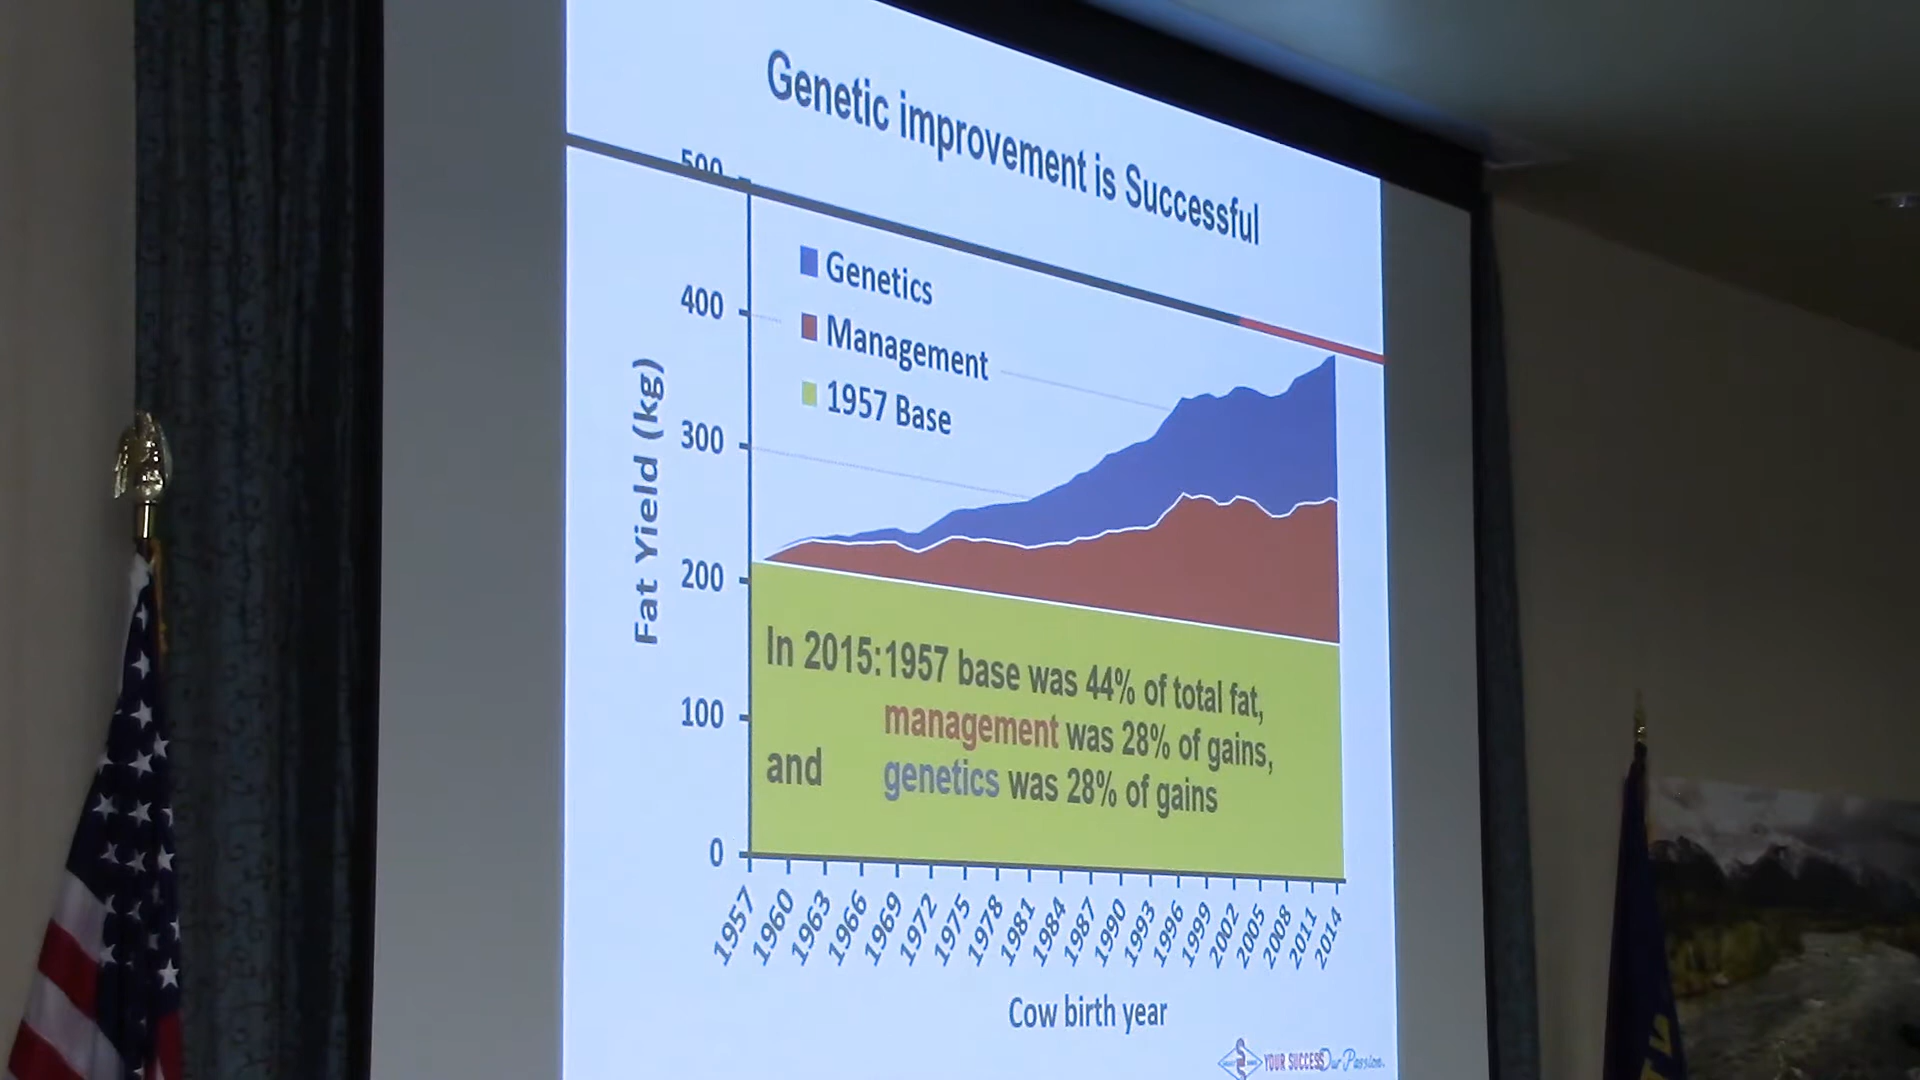 Genetic improvement is Successful
500
400
300
200
100
0
Fat Yield (kg)
Genetics
Management
1957 Base
In 2015:1957 base was 44% of total fat,
management was 28% of gains,
and genetics was 28% of gains
1957 1960 1963 1966 1969 1972 1975 1978 1981 1984 1987 1990 1993 1996 1999 2002 2005 2008 2011 2014
Cow birth year
YOUR SUCCESS Our Passion.